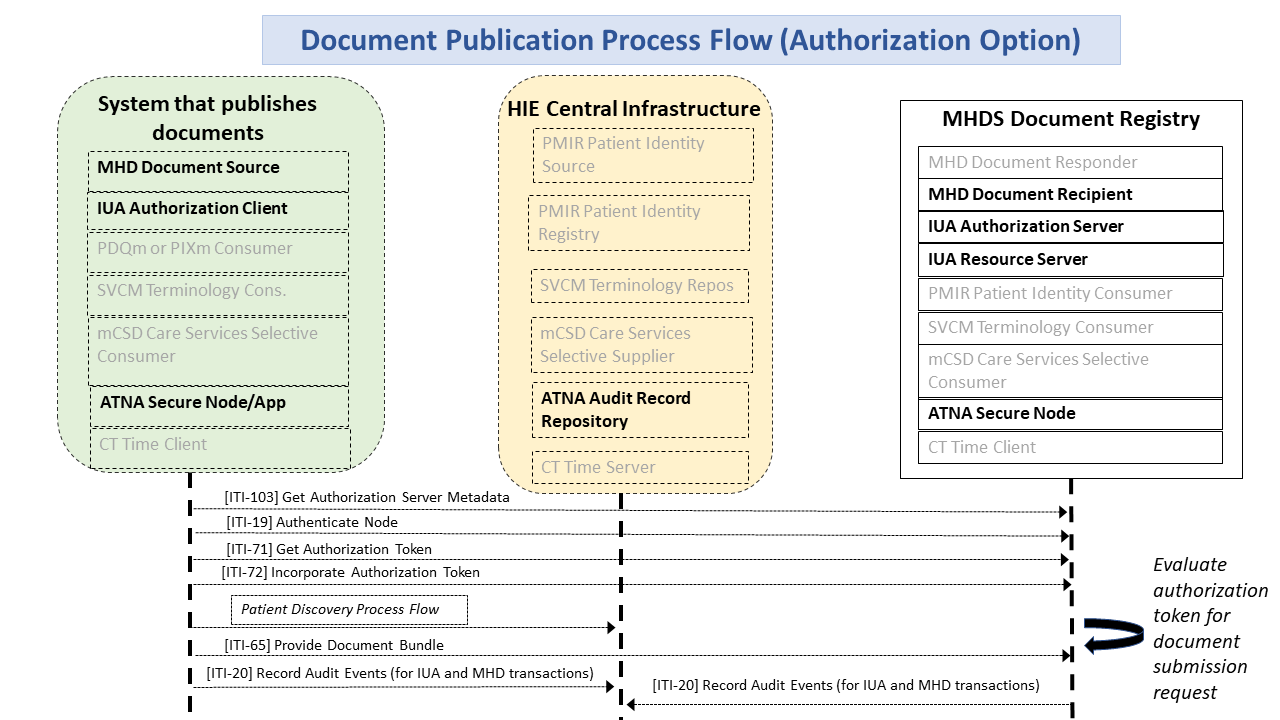 Document Publication Process Flow (Authorization Option)
System that publishes
documents
MHD Document Source
IUA Authorization Client
PDQm or PIXm Consumer
SVCM Terminology Cons.
mCSD Care Services Selective
Consumer
ATNA Secure Node/App
CT Time Client
HIE Central Infrastructure
PMIR Patient Identity
Source
PMIR Patient Identity
Registry
SVCM Terminology Repos
mCSD Care Services
Selective Supplier
ATNA Audit Record
Repository
CT Time Server
MHDS Document Registry
MHD Document Responder
MHD Document Recipient
IUA Authorization Server
IUA Resource Server
PMIR Patient Identity Consumer
SVCM Terminology Consumer
mCSD Care Services Selective
Consumer
ATNA Secure Node
CT Time Client
[ITI-103] Get Authorization Server Metadata
[ITI-19] Authenticate Node
[ITI-71] Get Authorization Token
[ITI-72] Incorporate Authorization Token
Patient Discovery Process Flow
[ITI-65] Provide Document Bundle
[ITI-20] Record Audit Events (for IUA and MHD transactions)
[ITI-20] Record Audit Events (for IUA and MHD transactions)
Evaluate
authorization
token for
document
submission
request